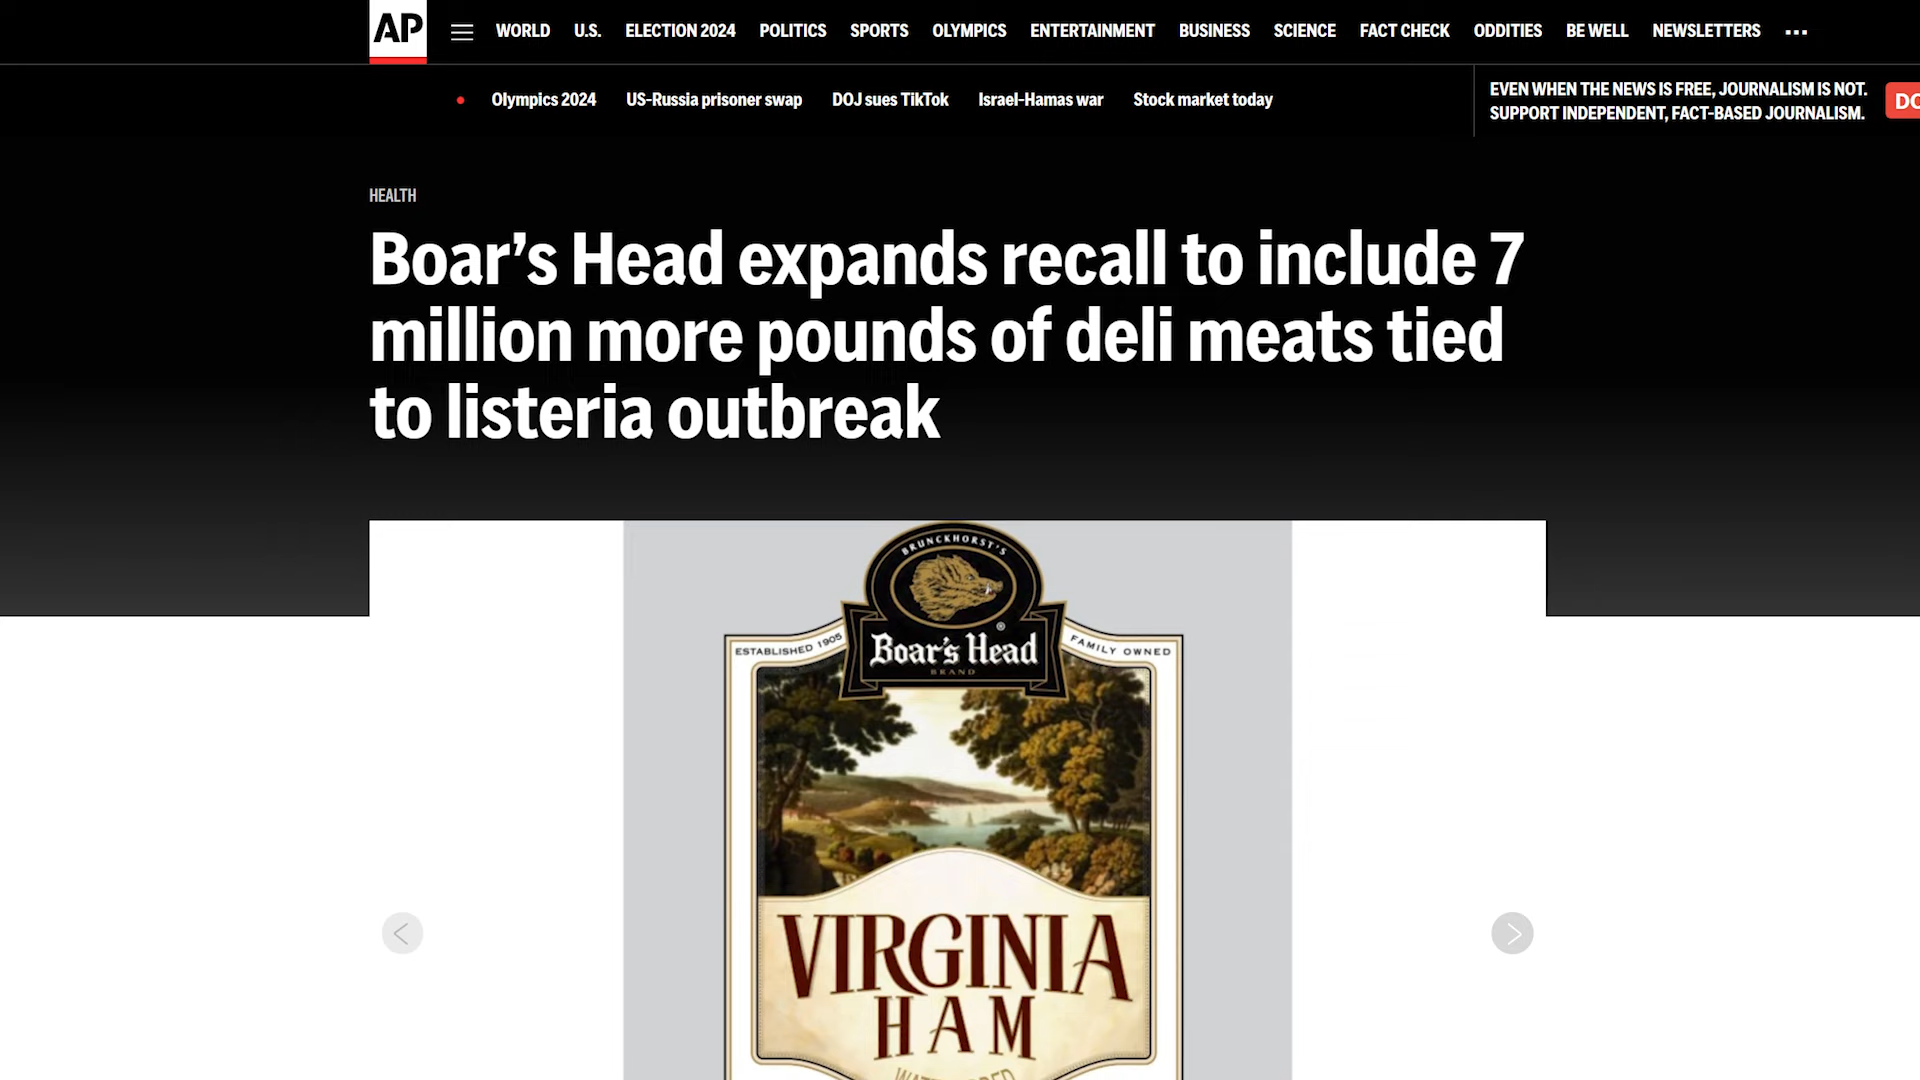 AP
WORLD U.S. ELECTION 2024 POLITICS SPORTS OLYMPICS ENTERTAINMENT BUSINESS SCIENCE FACT CHECK ODDITIES BE WELL NEWSLETTERS ...
Olympics 2024 US-Russia prisoner swap DOJ sues TikTok Israel-Hamas war Stock market today
EVEN WHEN THE NEWS IS FREE, JOURNALISM IS NOT.
SUPPORT INDEPENDENT, FACT-BASED JOURNALISM.
HEALTH
Boar’s Head expands recall to include 7
million more pounds of deli meats tied
to listeria outbreak
BRUNCKHORST'S
Boar's Head
BRAND
ESTABLISHED 1905
FAMILY OWNED
VIRGINIA
HAM